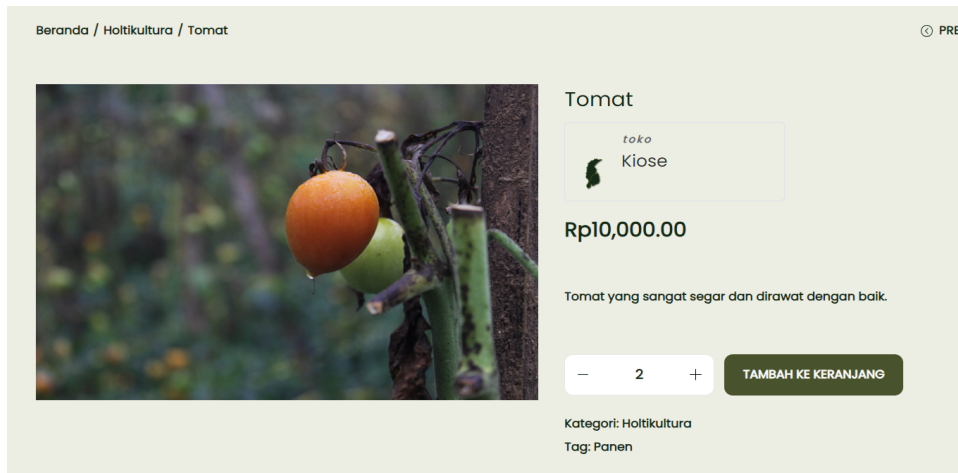 Beranda / Holtikultura / Tomat
PRE
Tomat
toko
Kiose
Rp10,000.00
Tomat yang sangat segar dan dirawat dengan baik.
2
TAMBAH KE KERANJANG
Kategori: Holtikultura
Tag: Panen